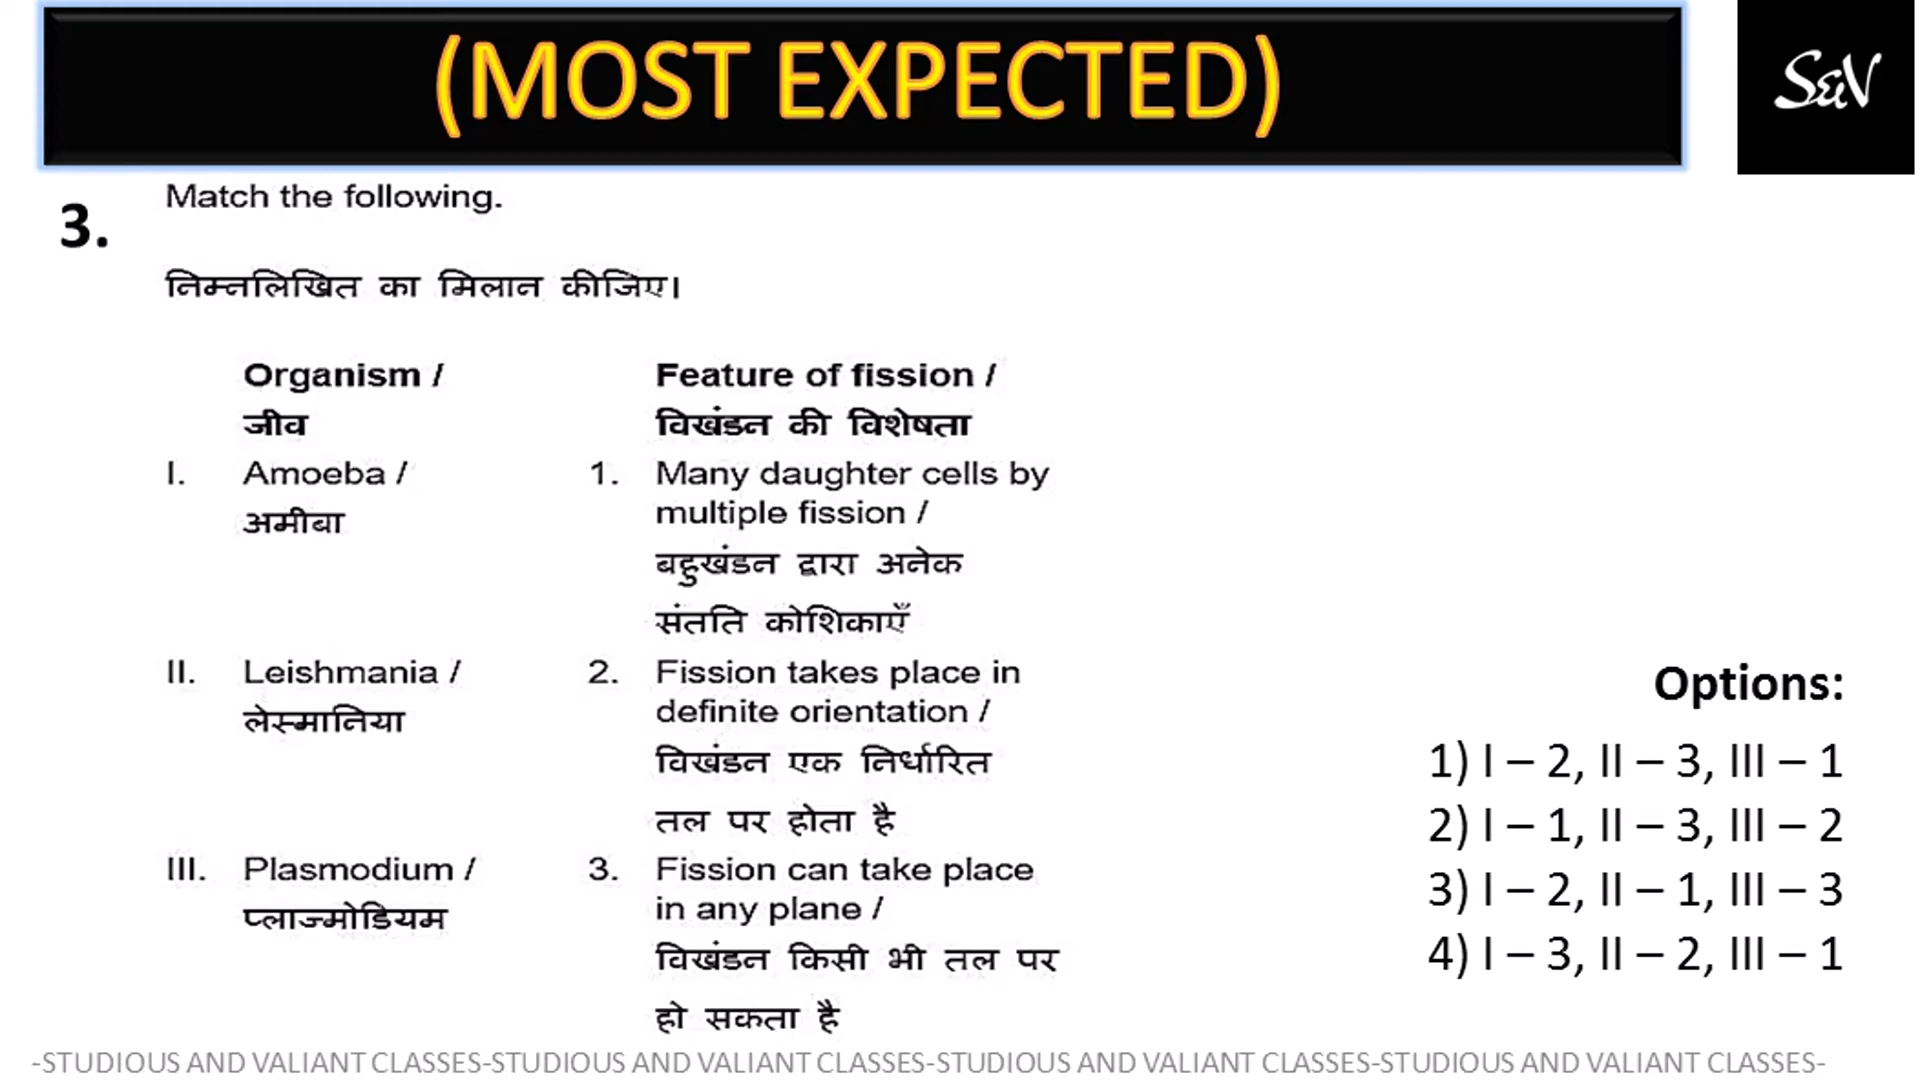 (MOST EXPECTED)
S&V
3.
Match the following.
निम्नलिखित का मिलान कीजिए।
Organism /
जीव
Feature of fission /
विखंडन की विशेषता
I. Amoeba /
अमीबा
1. Many daughter cells by
multiple fission /
बहुखंडन द्वारा अनेक
संतति कोशिकाएँ
II. Leishmania /
लेस्मानिया
2. Fission takes place in
definite orientation /
विखंडन एक निर्धारित
तल पर होता है
III. Plasmodium /
प्लाज्मोडियम
3. Fission can take place
in any plane /
विखंडन किसी भी तल पर
हो सकता है
Options:
1) I – 2, II – 3, III – 1
2) I – 1, II – 3, III – 2
3) I – 2, II – 1, III – 3
4) I – 3, II – 2, III – 1
-STUDIOUS AND VALIANT CLASSES-STUDIOUS AND VALIANT CLASSES-STUDIOUS AND VALIANT CLASSES-STUDIOUS AND VALIANT CLASSES-